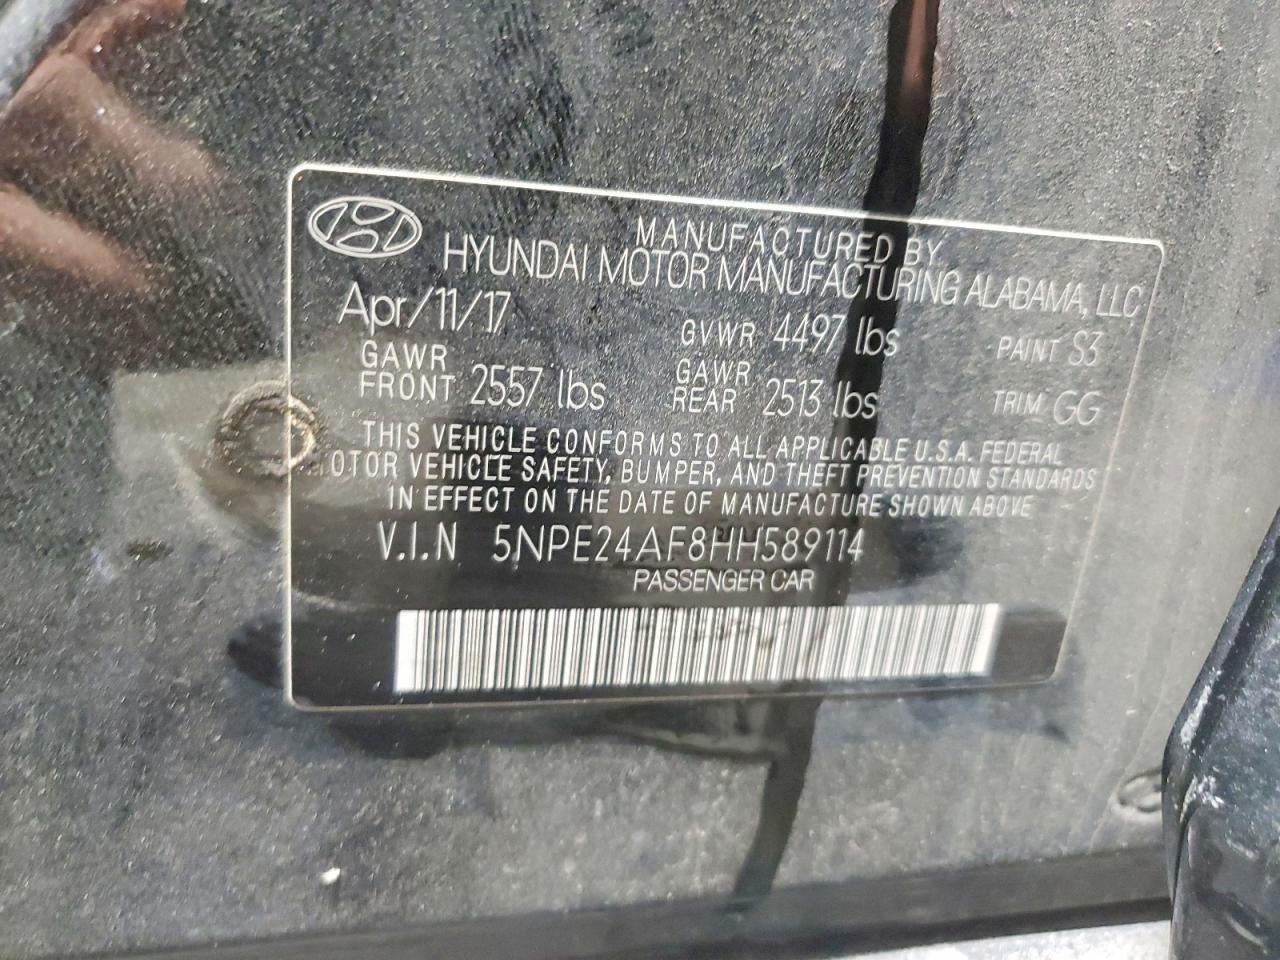 MANUFACTURED BY
HYUNDAI MOTOR MANUFACTURING ALABAMA, LLC
Apr/11/17 GVWR 4497 lbs PAINT S3
GAWR FRONT 2557 lbs GAWR REAR 2513 lbs TRIM GG
THIS VEHICLE CONFORMS TO ALL APPLICABLE U.S.A. FEDERAL
OTOR VEHICLE SAFETY, BUMPER, AND THEFT PREVENTION STANDARDS
IN EFFECT ON THE DATE OF MANUFACTURE SHOWN ABOVE
V.I.N 5NPE24AF8HH589114
PASSENGER CAR